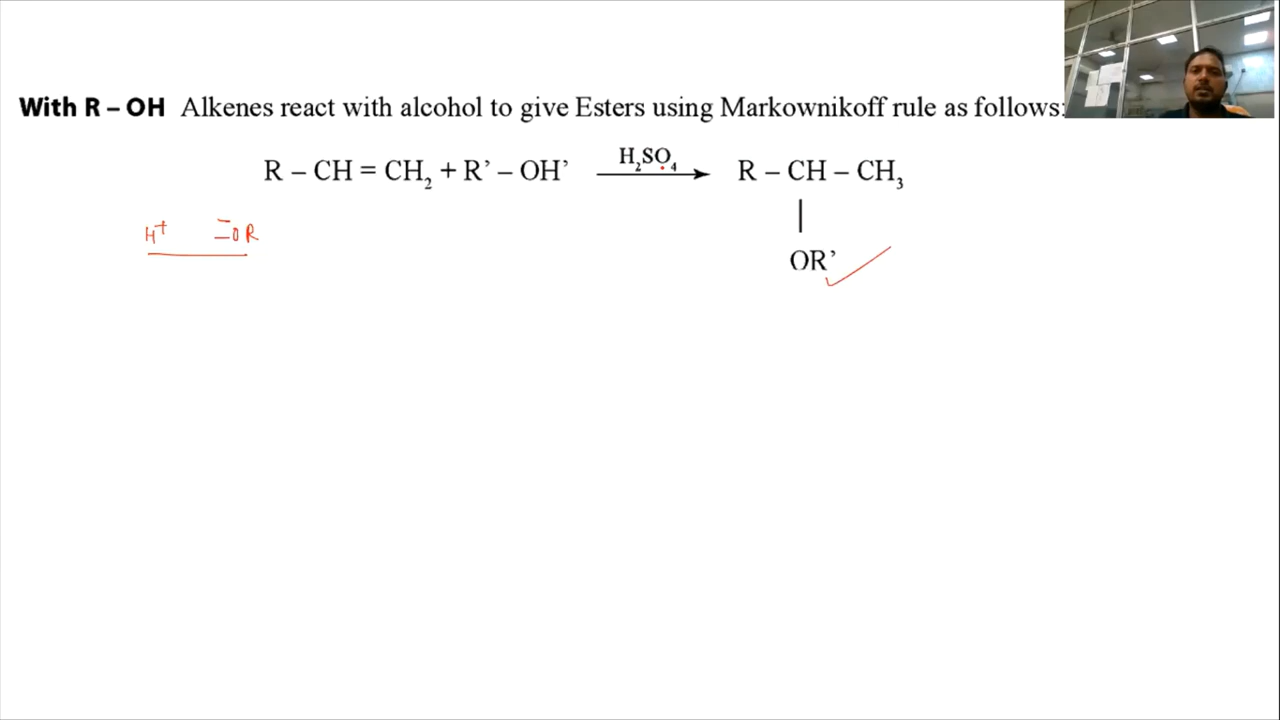 With R – OH Alkenes react with alcohol to give Esters using Markownikoff rule as follows:
R – CH = CH₂ + R’ – OH’ H₂SO₄ R – CH – CH₃
|
OR’
H⁺ ⁻OR